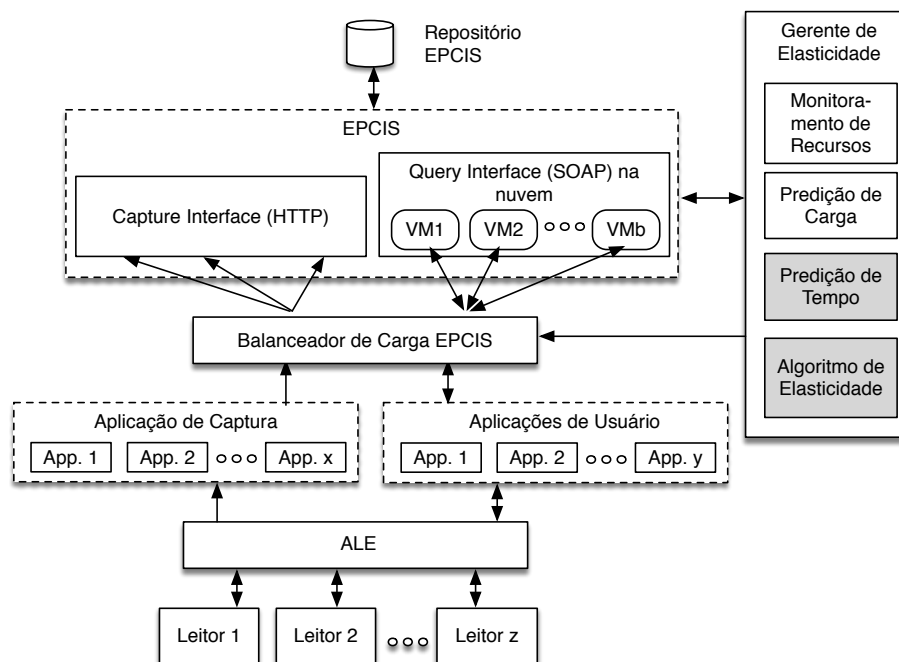 Repositório
EPCIS
EPCIS
Capture Interface (HTTP)
Query Interface (SOAP) na
nuvem
VM1
VM2
VMb
Balanceador de Carga EPCIS
Aplicação de Captura
App. 1
App. 2
App. x
Aplicações de Usuário
App. 1
App. 2
App. y
ALE
Leitor 1
Leitor 2
Leitor z
Gerente de
Elasticidade
Monitora-
mento de
Recursos
Predição de
Carga
Predição de
Tempo
Algoritmo de
Elasticidade